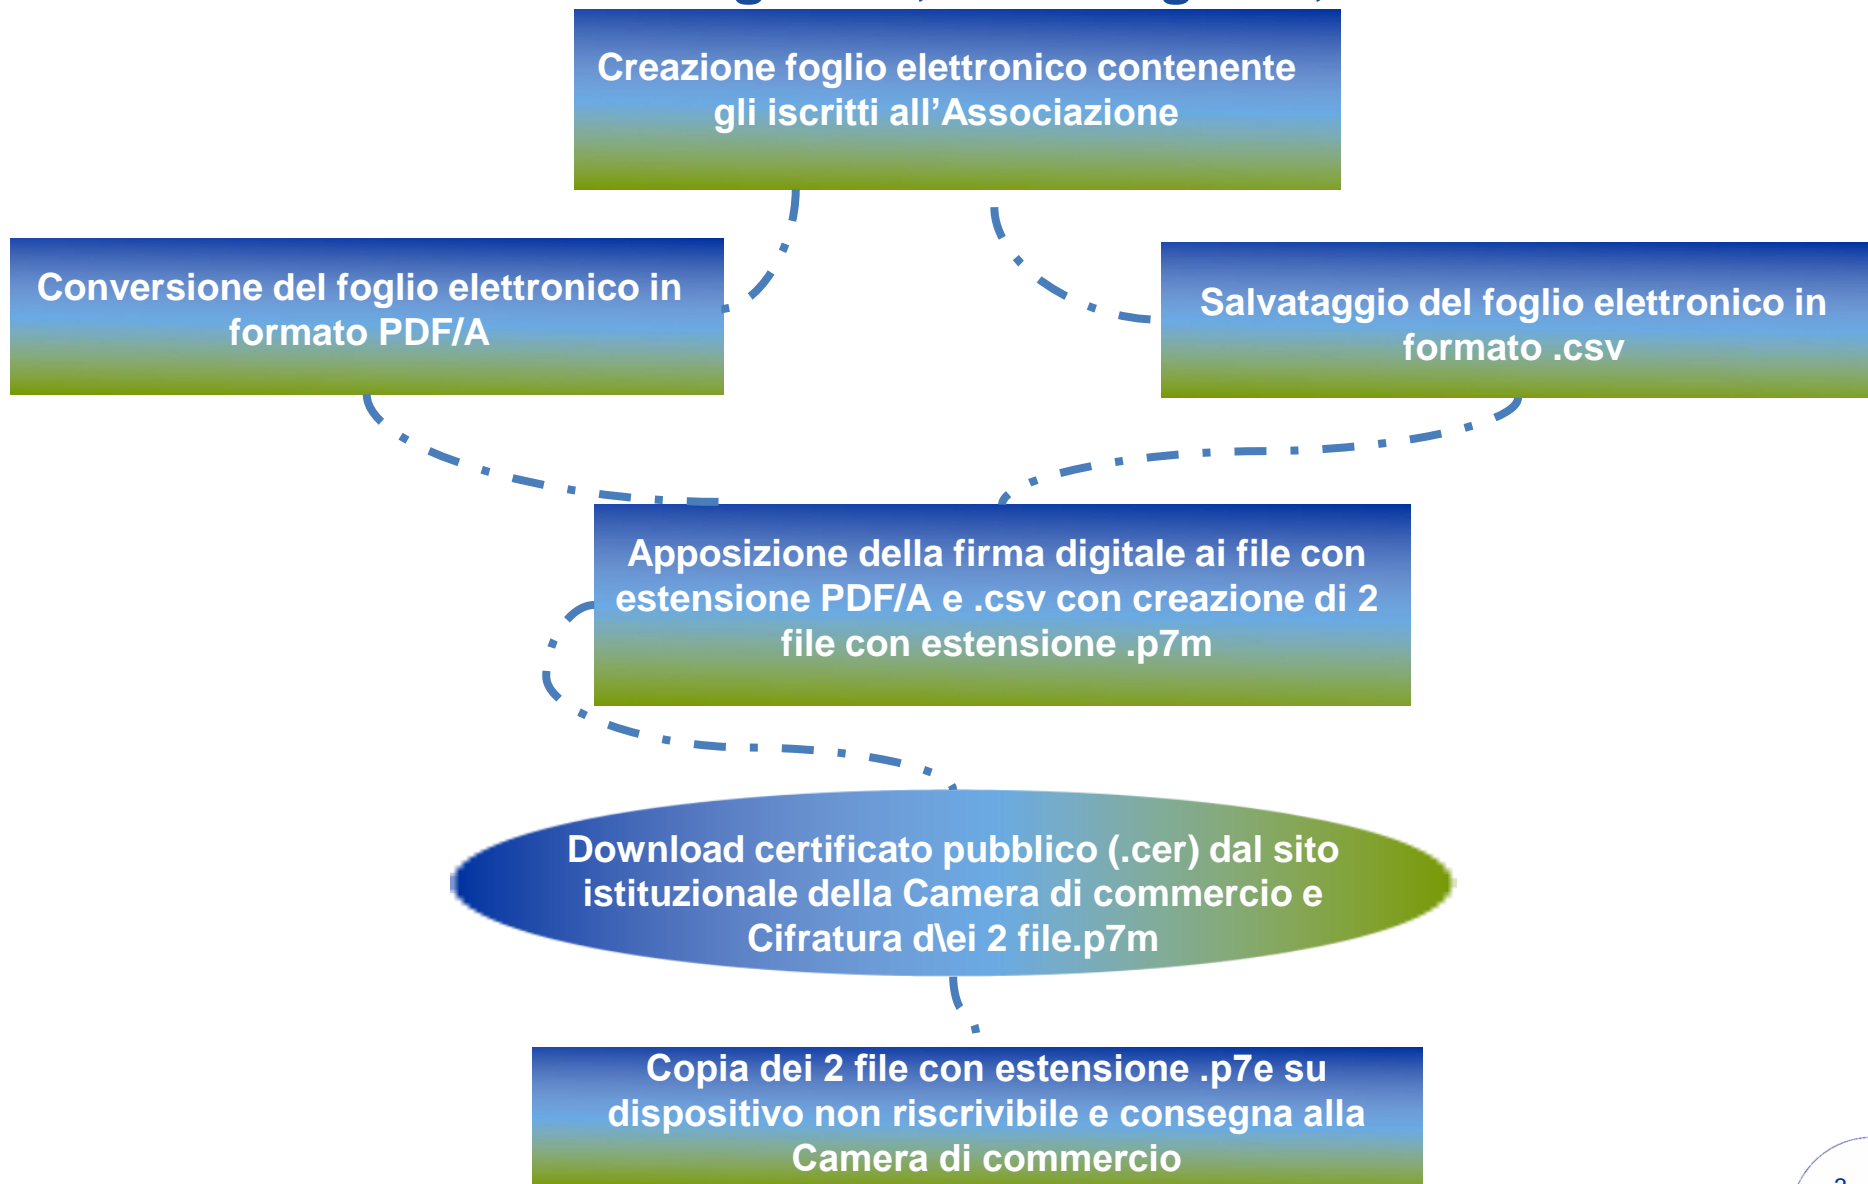 Creazione foglio elettronico contenente
gli iscritti all’Associazione
Conversione del foglio elettronico in
formato PDF/A
Salvataggio del foglio elettronico in
formato .csv
Apposizione della firma digitale ai file con
estensione PDF/A e .csv con creazione di 2
file con estensione .p7m
Download certificato pubblico (.cer) dal sito
istituzionale della Camera di commercio e
Cifratura d\ei 2 file.p7m
Copia dei 2 file con estensione .p7e su
dispositivo non riscrivibile e consegna alla
Camera di commercio